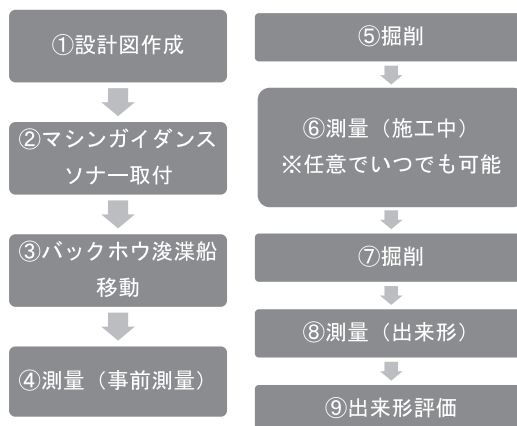 ①設計図作成
②マシンガイダンス
ソナー取付
③バックホウ浚渫船
移動
④測量（事前測量）
⑤掘削
⑥測量（施工中）
※任意でいつでも可能
⑦掘削
⑧測量（出来形）
⑨出来形評価